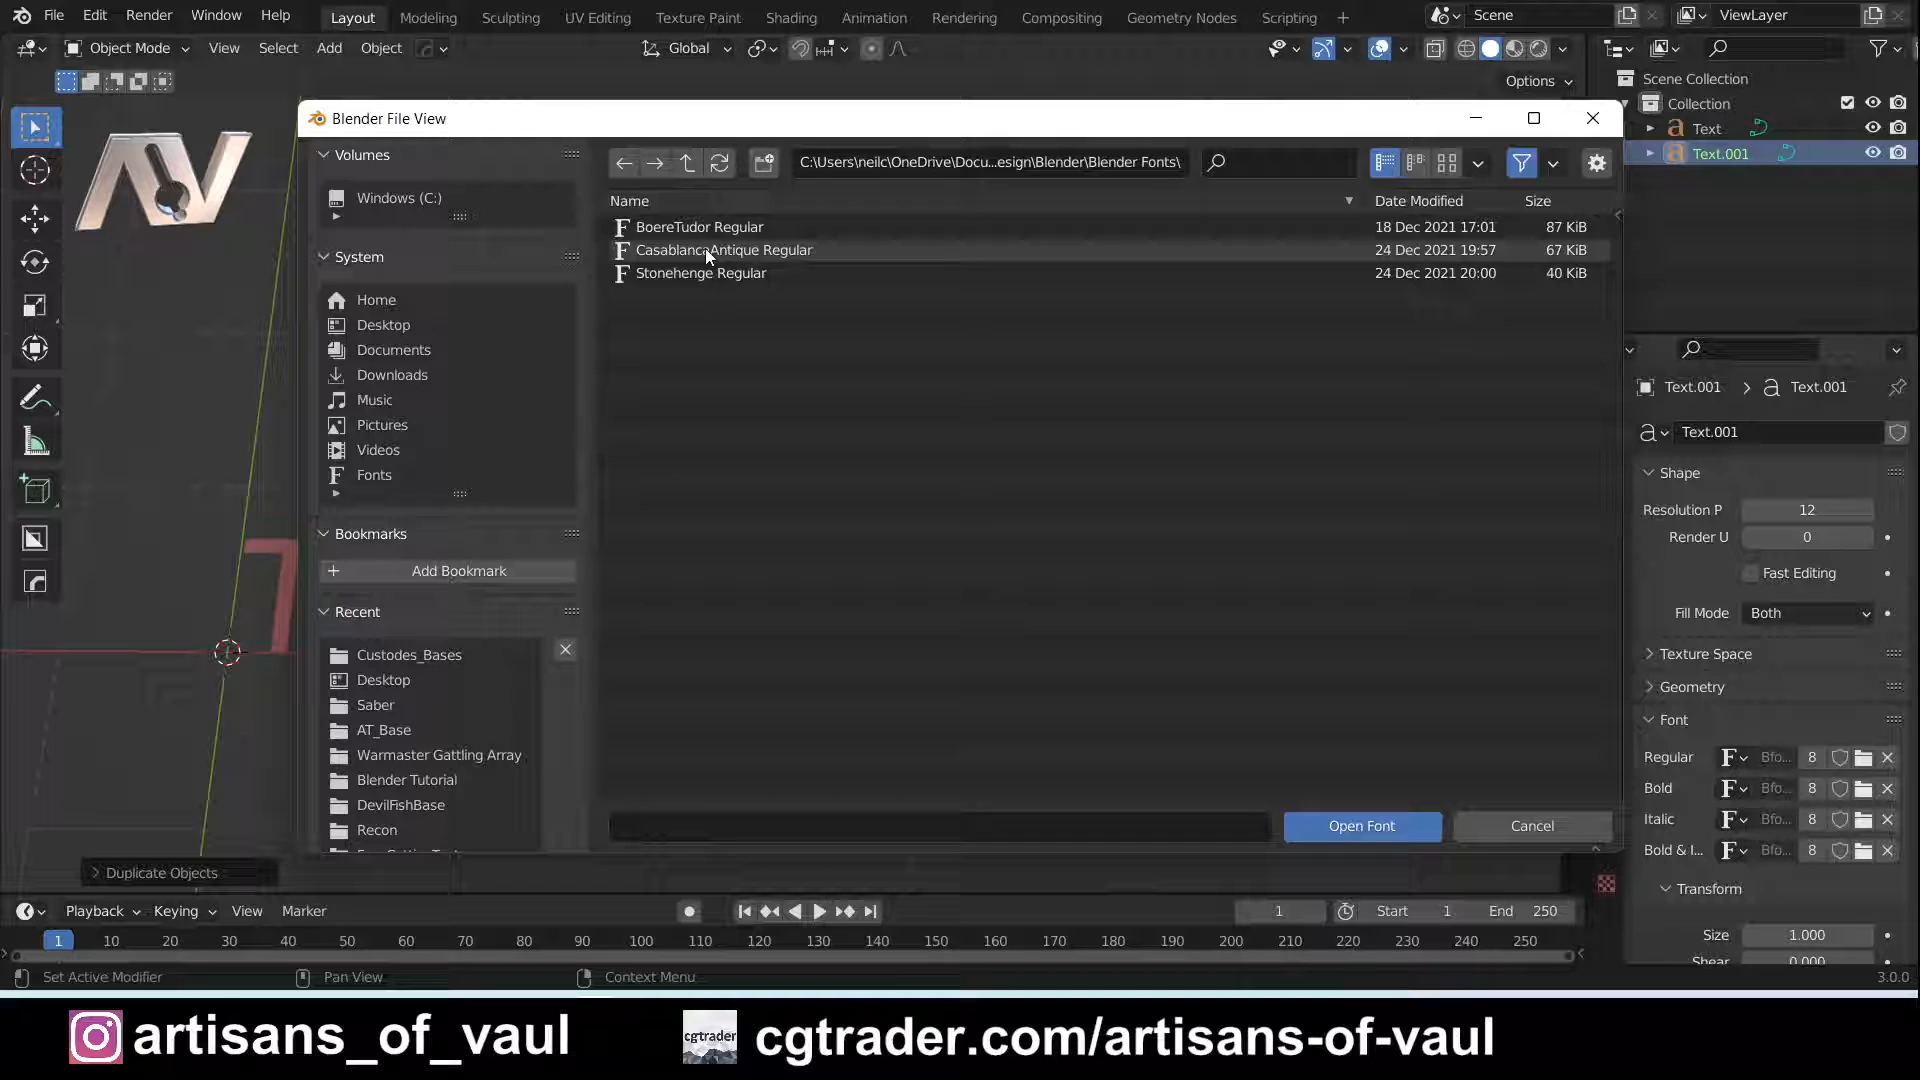 File Edit Render Window Help Layout Modeling Sculpting UV Editing Texture Paint Shading Animation Rendering Compositing Geometry Nodes Scripting + Scene ViewLayer
Object Mode View Select Add Object Global
Options
Scene Collection
Collection
Text
Text.001
Blender File View
Volumes
Windows (C:)
System
Home
Desktop
Documents
Downloads
Music
Pictures
Videos
Fonts
Bookmarks
+ Add Bookmark
Recent
Custodes_Bases
Desktop
Saber
AT_Base
Warmaster Gattling Array
Blender Tutorial
DevilFishBase
Recon
C:\Users\neilc\OneDrive\Docu...esign\Blender\Blender Fonts\
Name Date Modified Size
BoereTudor Regular 18 Dec 2021 17:01 87 KiB
CasablancaAntique Regular 24 Dec 2021 19:57 67 KiB
Stonehenge Regular 24 Dec 2021 20:00 40 KiB
Open Font Cancel
Text.001 > Text.001
Text.001
Shape
Resolution P 12
Render U 0
Fast Editing
Fill Mode Both
Texture Space
Geometry
Font
Regular Bfo... 8
Bold Bfo... 8
Italic Bfo... 8
Bold & I... Bfo... 8
Transform
Size 1.000
Shear 0.000
Duplicate Objects
Playback Keying View Marker 1 Start 1 End 250
1 10 20 30 40 50 60 70 80 90 100 110 120 130 140 150 160 170 180 190 200 210 220 230 240 250
Set Active Modifier Pan View Context Menu 3.0.0
artisans_of_vaul cgtrader cgtrader.com/artisans-of-vaul